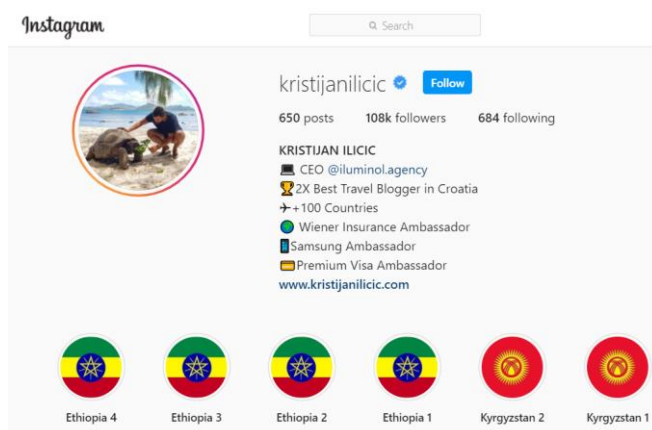 Instagram
Search
kristijanilicic Follow
650 posts 108k followers 684 following
KRISTIJAN ILICIC
CEO @iluminol.agency
2X Best Travel Blogger in Croatia
+100 Countries
Wiener Insurance Ambassador
Samsung Ambassador
Premium Visa Ambassador
www.kristijanilicic.com
Ethiopia 4 Ethiopia 3 Ethiopia 2 Ethiopia 1 Kyrgyzstan 2 Kyrgyzstan 1